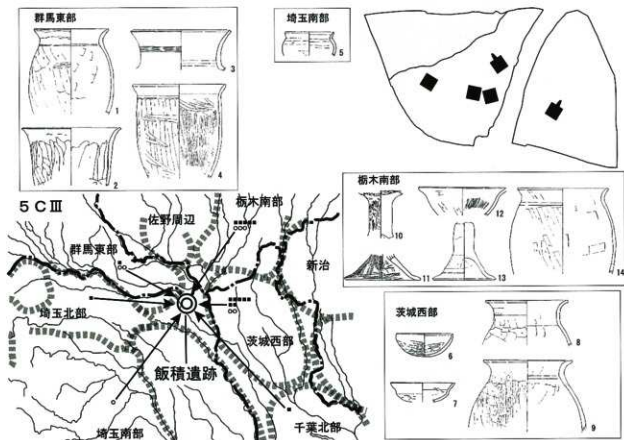 群馬東部
1
2
3
4
埼玉南部
5
栃木南部
10
11
12
13
14
茨城西部
6
7
8
9
5CⅢ
佐野周辺
栃木南部
群馬東部
新治
埼玉北部
茨城西部
飯積遺跡
埼玉南部
千葉北部